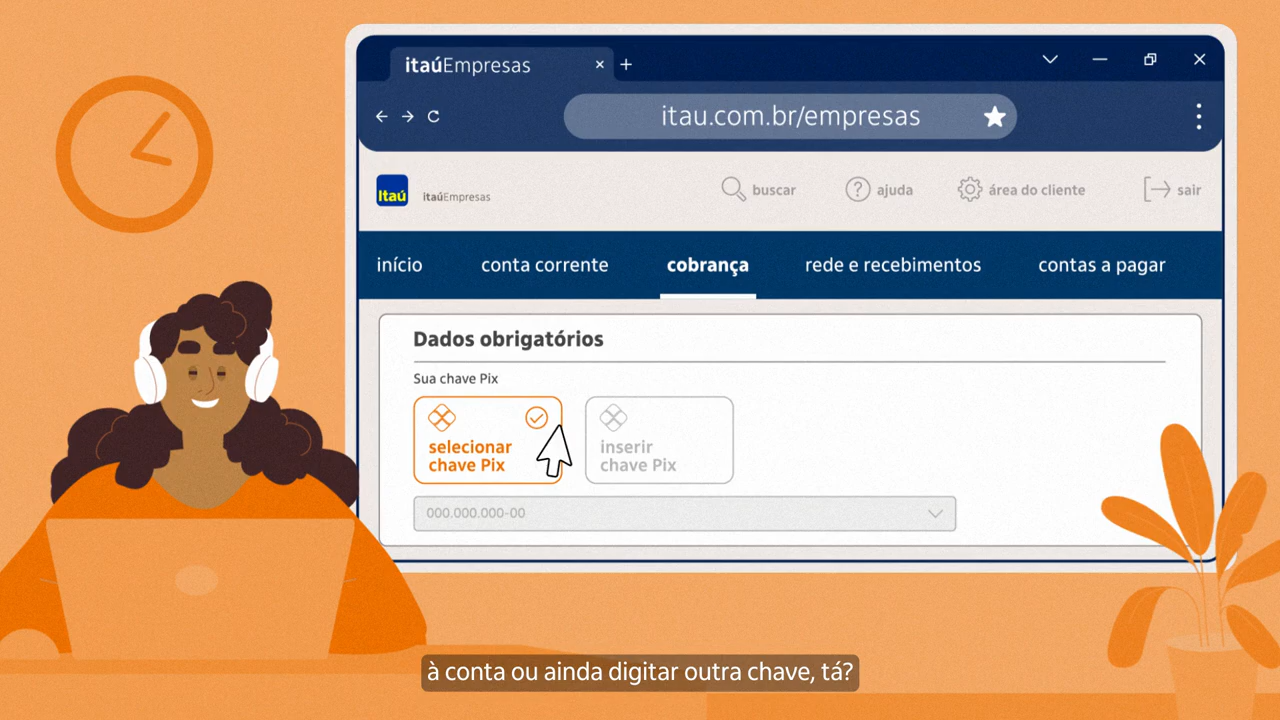 itaúEmpresas
itau.com.br/empresas
Itaú itaúEmpresas buscar ajuda área do cliente sair
início conta corrente cobrança rede e recebimentos contas a pagar
Dados obrigatórios
Sua chave Pix
selecionar
chave Pix
inserir
chave Pix
000.000.000-00
à conta ou ainda digitar outra chave, tá?